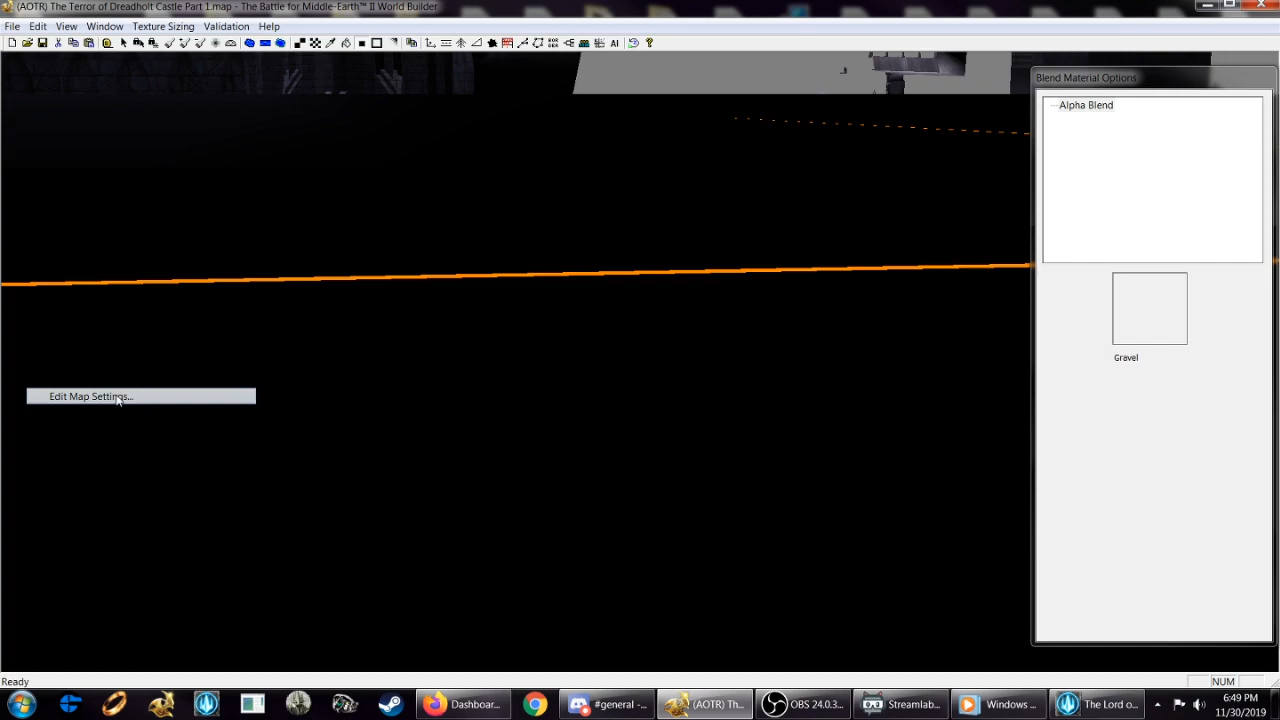 (AOTR) The Terror of Dreadholt Castle Part 1.map - The Battle for Middle-Earth™ II World Builder
File Edit View Window Texture Sizing Validation Help
AI
Blend Material Options
Alpha Blend
Gravel
Edit Map Settings...
Ready
NUM
Dashboar...
#general -...
(AOTR) Th...
OBS 24.0.3...
Streamlab...
Windows ...
The Lord o...
6:49 PM
11/30/2019